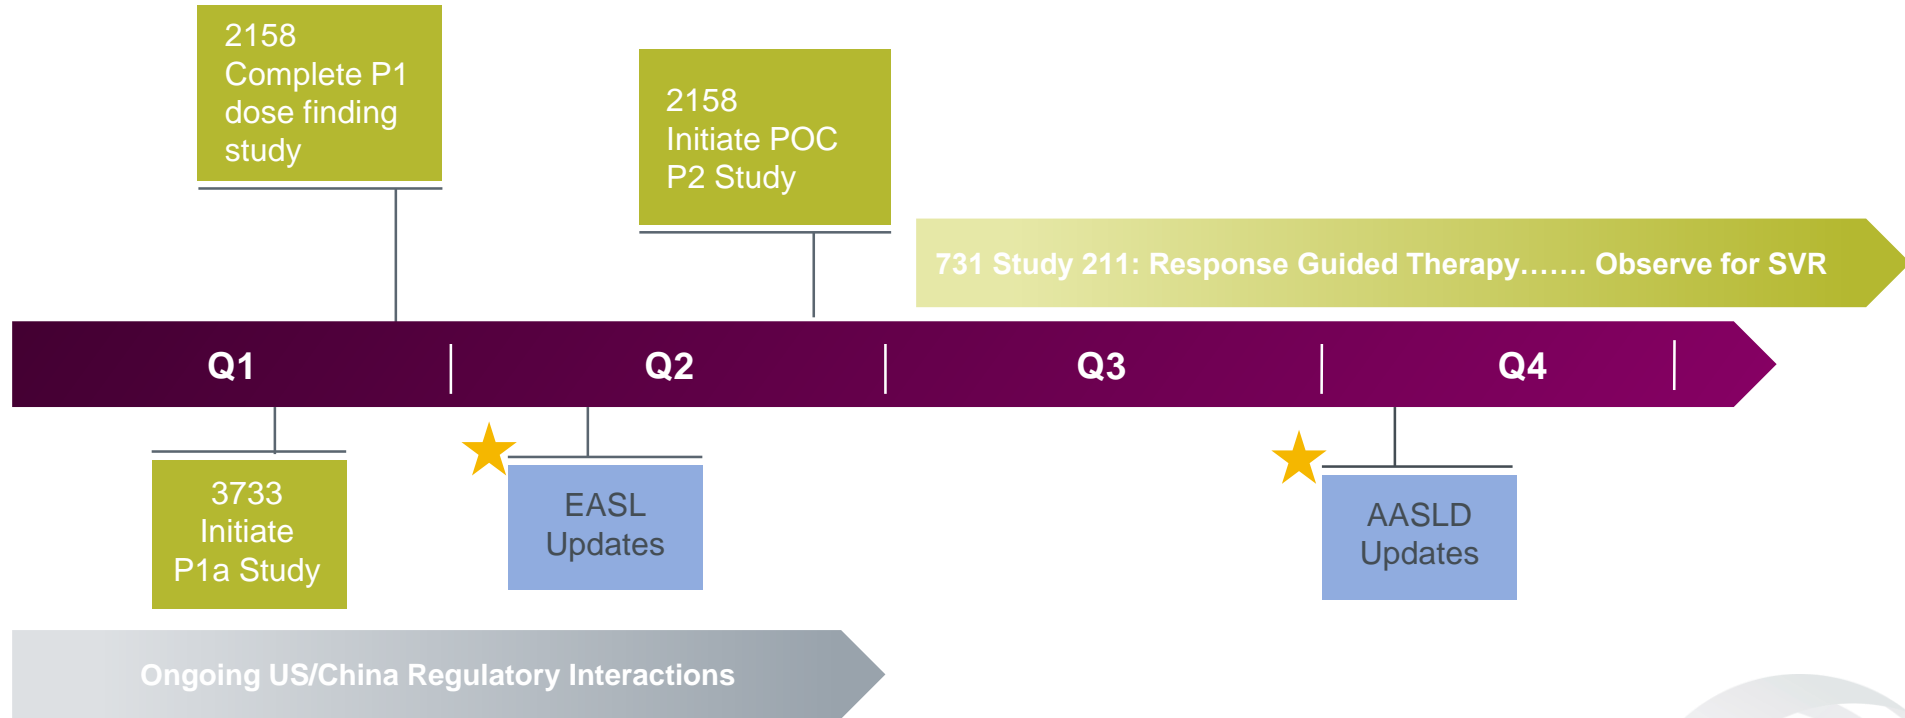 2158
Complete P1
dose finding
study
2158
Initiate POC
P2 Study
731 Study 211: Response Guided Therapy....... Observe for SVR
Q1
Q2
Q3
Q4
3733
Initiate
P1a Study
EASL
Updates
AASLD
Updates
Ongoing US/China Regulatory Interactions